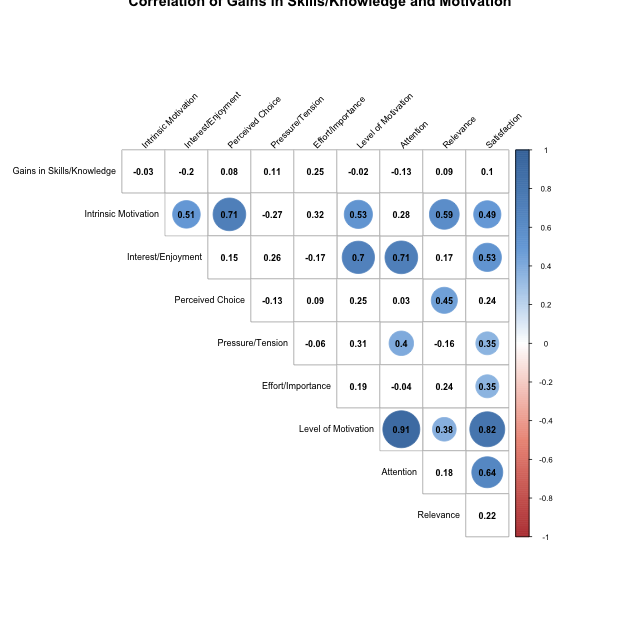 Correlation of Gains in Skills/Knowledge and Motivation
Intrinsic Motivation
Interest/Enjoyment
Perceived Choice
Pressure/Tension
Effort/Importance
Level of Motivation
Attention
Relevance
Satisfaction
Gains in Skills/Knowledge -0.03 -0.2 0.08 0.11 0.25 -0.02 -0.13 0.09 0.1
Intrinsic Motivation 0.51 0.71 -0.27 0.32 0.53 0.28 0.59 0.49
Interest/Enjoyment 0.15 0.26 -0.17 0.7 0.71 0.17 0.53
Perceived Choice -0.13 0.09 0.25 0.03 0.45 0.24
Pressure/Tension -0.06 0.31 0.4 -0.16 0.35
Effort/Importance 0.19 -0.04 0.24 0.35
Level of Motivation 0.91 0.38 0.82
Attention 0.18 0.64
Relevance 0.22
1
0.8
0.6
0.4
0.2
0
-0.2
-0.4
-0.6
-0.8
-1